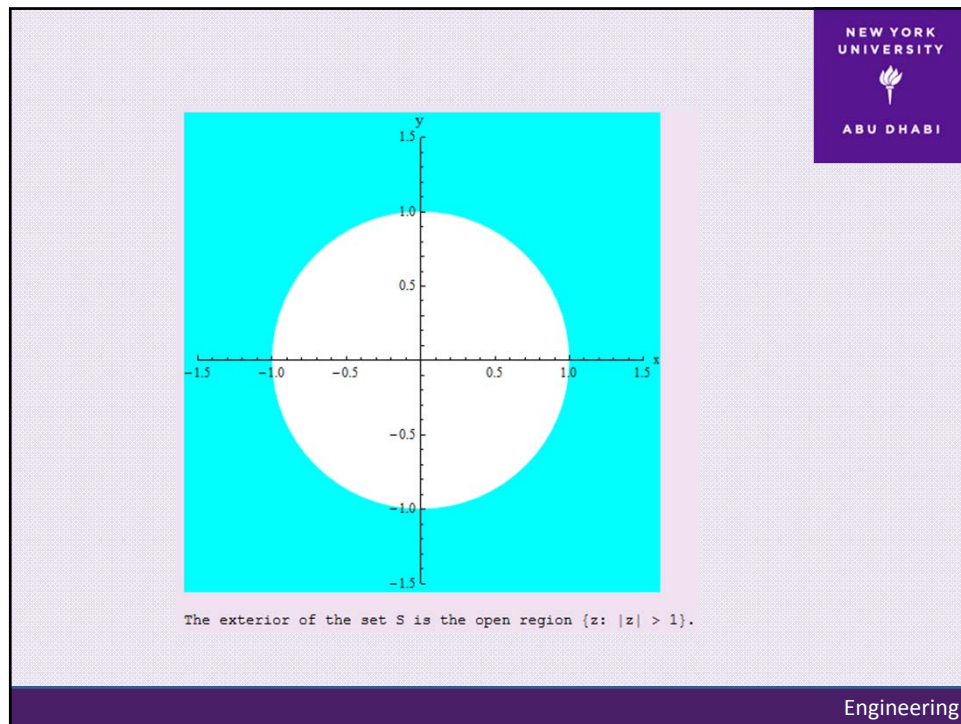 NEW YORK
UNIVERSITY
ABU DHABI
y
1.5
1.0
0.5
-1.5 -1.0 -0.5 0.5 1.0 1.5 x
-0.5
-1.0
-1.5
The exterior of the set S is the open region {z: |z| > 1}.
Engineering